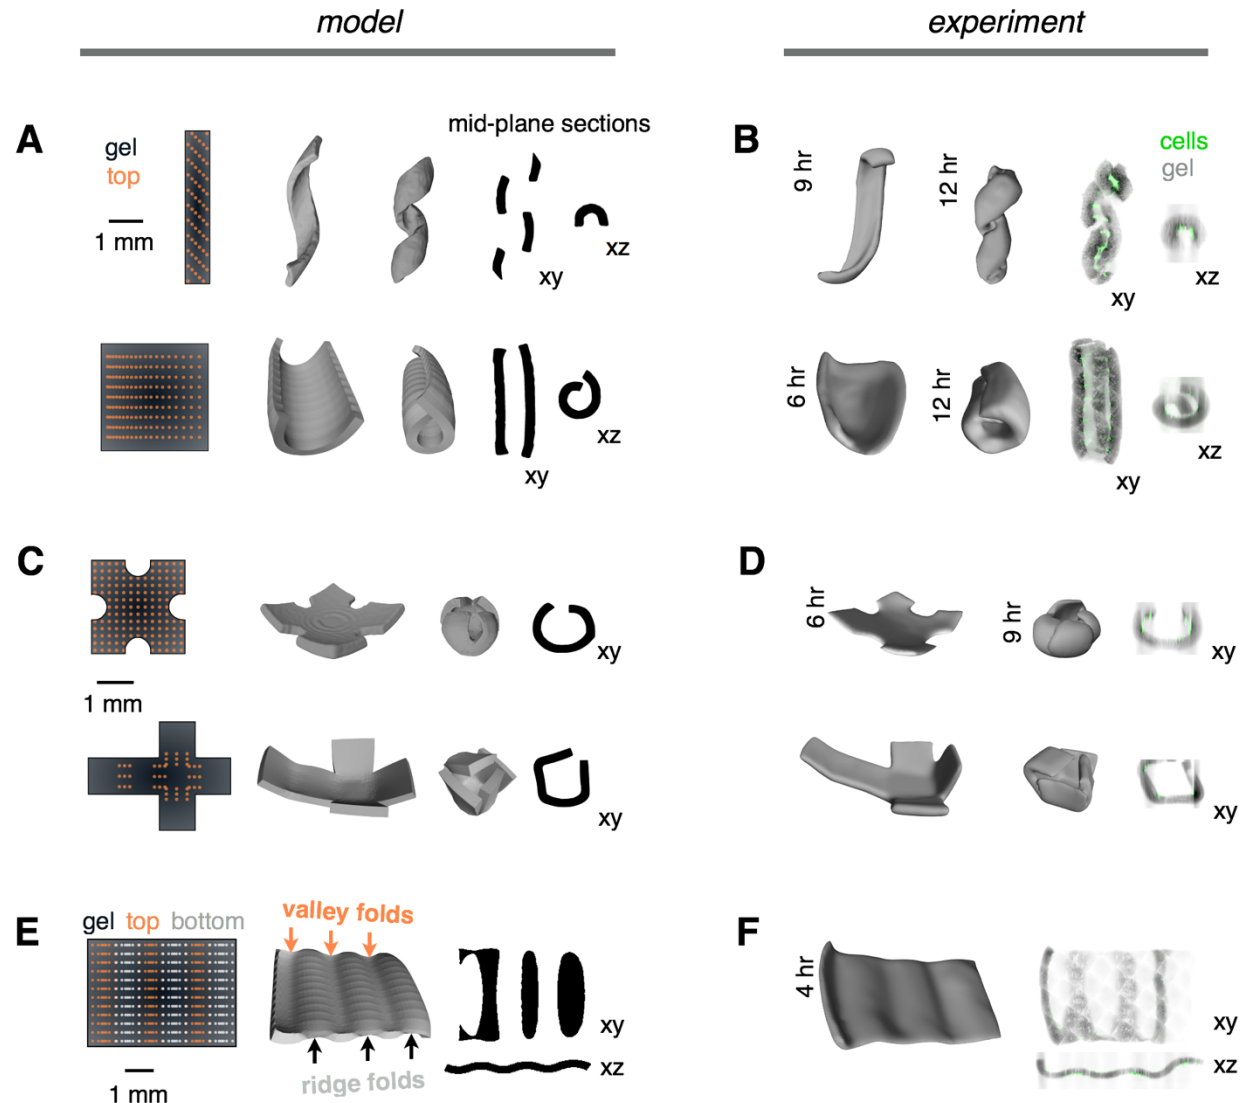 model
experiment
A
gel
top
1 mm
mid-plane sections
xy
xz
xy
xz
B
9 hr
12 hr
cells
gel
xy
xz
6 hr
12 hr
xy
xz
C
1 mm
xy
xy
D
6 hr
9 hr
xy
xy
E
gel top bottom
1 mm
valley folds
ridge folds
xy
xz
F
4 hr
xy
xz